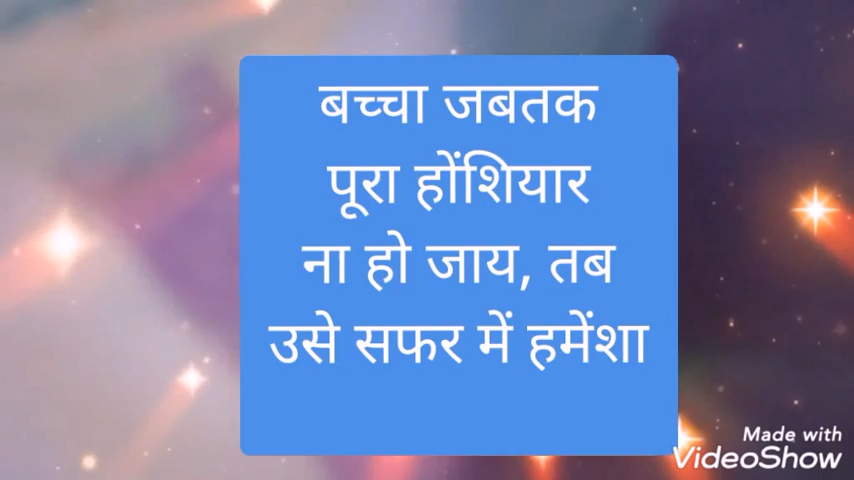 बच्चा जबतक
पूरा होंशियार
ना हो जाय, तब
उसे सफर में हमेंशा
Made with
VideoShow